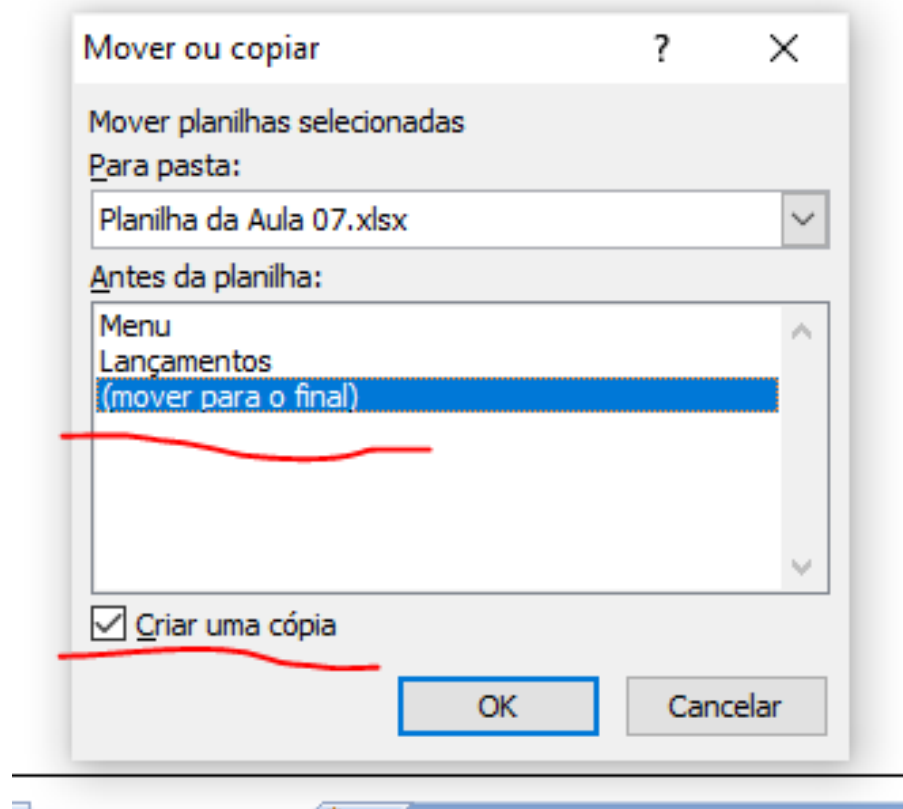 Mover ou copiar
Mover planilhas selecionadas
Para pasta:
Planilha da Aula 07.xlsx
Antes da planilha:
Menu
Lançamentos
(mover para o final)
Criar uma cópia
OK Cancelar